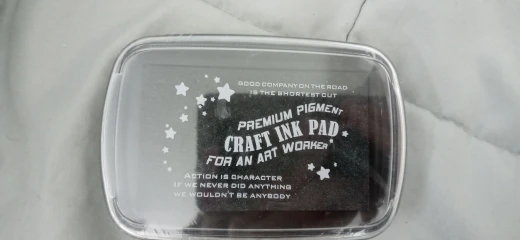 GOOD COMPANY ON THE ROAD
IS THE SHORTEST CUT
PREMIUM PIGMENT
CRAFT INK PAD
FOR AN ART WORKER
ACTION IS CHARACTER
IF WE NEVER DID ANYTHING
WE WOULDN'T BE ANYBODY